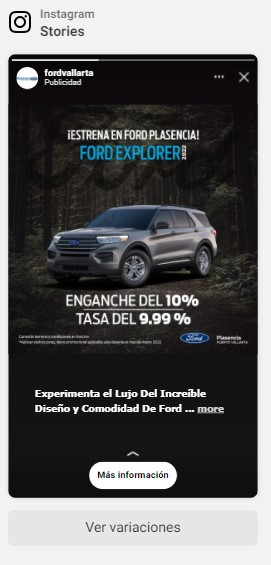 Instagram
Stories
fordvallarta
Publicidad
¡ESTRENA EN FORD PLASENCIA!
FORD EXPLORER 2022
ENGANCHE DEL 10%
TASA DEL 9.99 %
Ford
Plasencia
PUERTO VALLARTA
Experimenta el Lujo Del Increíble
Diseño y Comodidad De Ford ... more
Más información
Ver variaciones